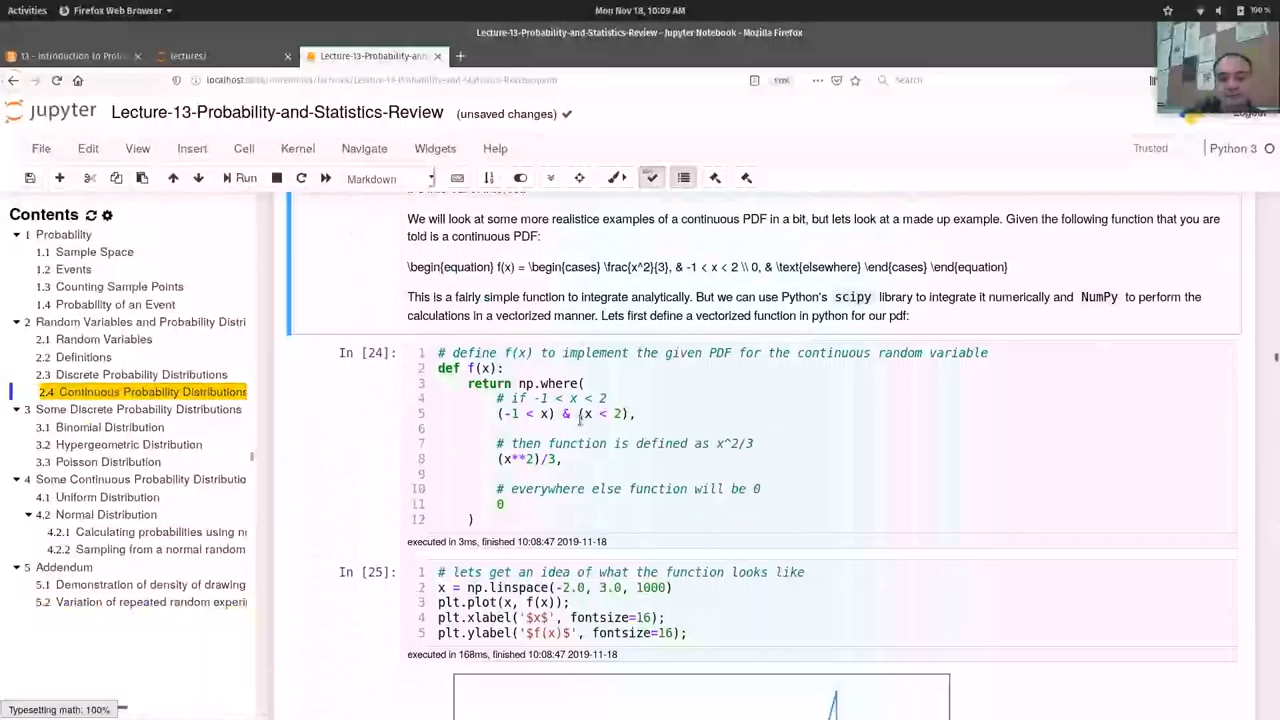 Activities Firefox Web Browser Mon Nov 18, 10:09 AM 100 %
Lecture-13-Probability-and-Statistics-Review - Jupyter Notebook - Mozilla Firefox
13 - Introduction to Prob lectures/ Lecture-13-Probability-an
Search
jupyter Lecture-13-Probability-and-Statistics-Review (unsaved changes) Logout
File Edit View Insert Cell Kernel Navigate Widgets Help Trusted Python 3
Run Markdown
Contents
1 Probability
1.1 Sample Space
1.2 Events
1.3 Counting Sample Points
1.4 Probability of an Event
2 Random Variables and Probability Distri
2.1 Random Variables
2.2 Definitions
2.3 Discrete Probability Distributions
2.4 Continuous Probability Distributions
3 Some Discrete Probability Distributions
3.1 Binomial Distribution
3.2 Hypergeometric Distribution
3.3 Poisson Distribution
4 Some Continuous Probability Distributio
4.1 Uniform Distribution
4.2 Normal Distribution
4.2.1 Calculating probabilities using no
4.2.2 Sampling from a normal random
5 Addendum
5.1 Demonstration of density of drawing
5.2 Variation of repeated random experi
We will look at some more realistice examples of a continuous PDF in a bit, but lets look at a made up example. Given the following function that you are
told is a continuous PDF:
\begin{equation} f(x) = \begin{cases} \frac{x^2}{3}, & -1 < x < 2 \\ 0, & \text{elsewhere} \end{cases} \end{equation}
This is a fairly simple function to integrate analytically. But we can use Python's scipy library to integrate it numerically and NumPy to perform the
calculations in a vectorized manner. Lets first define a vectorized function in python for our pdf:
In [24]:
1 # define f(x) to implement the given PDF for the continuous random variable
2 def f(x):
3 return np.where(
4 # if -1 < x < 2
5 (-1 < x) & (x < 2),
6
7 # then function is defined as x^2/3
8 (x**2)/3,
9
10 # everywhere else function will be 0
11 0
12 )
executed in 3ms, finished 10:08:47 2019-11-18
In [25]:
1 # lets get an idea of what the function looks like
2 x = np.linspace(-2.0, 3.0, 1000)
3 plt.plot(x, f(x));
4 plt.xlabel('$x$', fontsize=16);
5 plt.ylabel('$f(x)$', fontsize=16);
executed in 168ms, finished 10:08:47 2019-11-18
Typesetting math: 100%